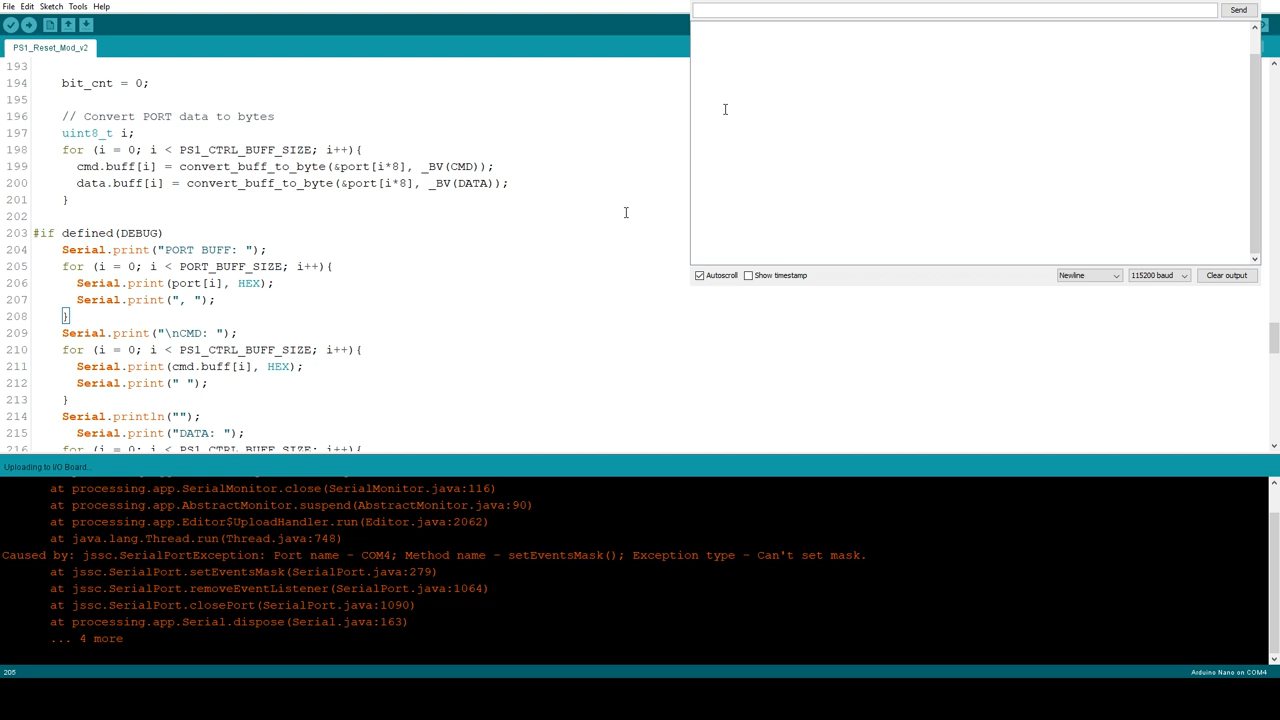 File Edit Sketch Tools Help
Send
PS1_Reset_Mod_v2
193
194 bit_cnt = 0;
195
196 // Convert PORT data to bytes
197 uint8_t i;
198 for (i = 0; i < PS1_CTRL_BUFF_SIZE; i++){
199 cmd.buff[i] = convert_buff_to_byte(&port[i*8], _BV(CMD));
200 data.buff[i] = convert_buff_to_byte(&port[i*8], _BV(DATA));
201 }
202
203 #if defined(DEBUG)
204 Serial.print("PORT BUFF: ");
205 for (i = 0; i < PORT_BUFF_SIZE; i++){
206 Serial.print(port[i], HEX);
207 Serial.print(", ");
208 }
209 Serial.print("\nCMD: ");
210 for (i = 0; i < PS1_CTRL_BUFF_SIZE; i++){
211 Serial.print(cmd.buff[i], HEX);
212 Serial.print(" ");
213 }
214 Serial.println("");
215 Serial.print("DATA: ");
216 for (i = 0; i < PS1_CTRL_BUFF_SIZE; i++){
Autoscroll Show timestamp Newline 115200 baud Clear output
Uploading to I/O Board...
at processing.app.SerialMonitor.close(SerialMonitor.java:116)
at processing.app.AbstractMonitor.suspend(AbstractMonitor.java:90)
at processing.app.Editor$UploadHandler.run(Editor.java:2062)
at java.lang.Thread.run(Thread.java:748)
Caused by: jssc.SerialPortException: Port name - COM4; Method name - setEventsMask(); Exception type - Can't set mask.
at jssc.SerialPort.setEventsMask(SerialPort.java:279)
at jssc.SerialPort.removeEventListener(SerialPort.java:1064)
at jssc.SerialPort.closePort(SerialPort.java:1090)
at processing.app.Serial.dispose(Serial.java:163)
... 4 more
205 Arduino Nano on COM4